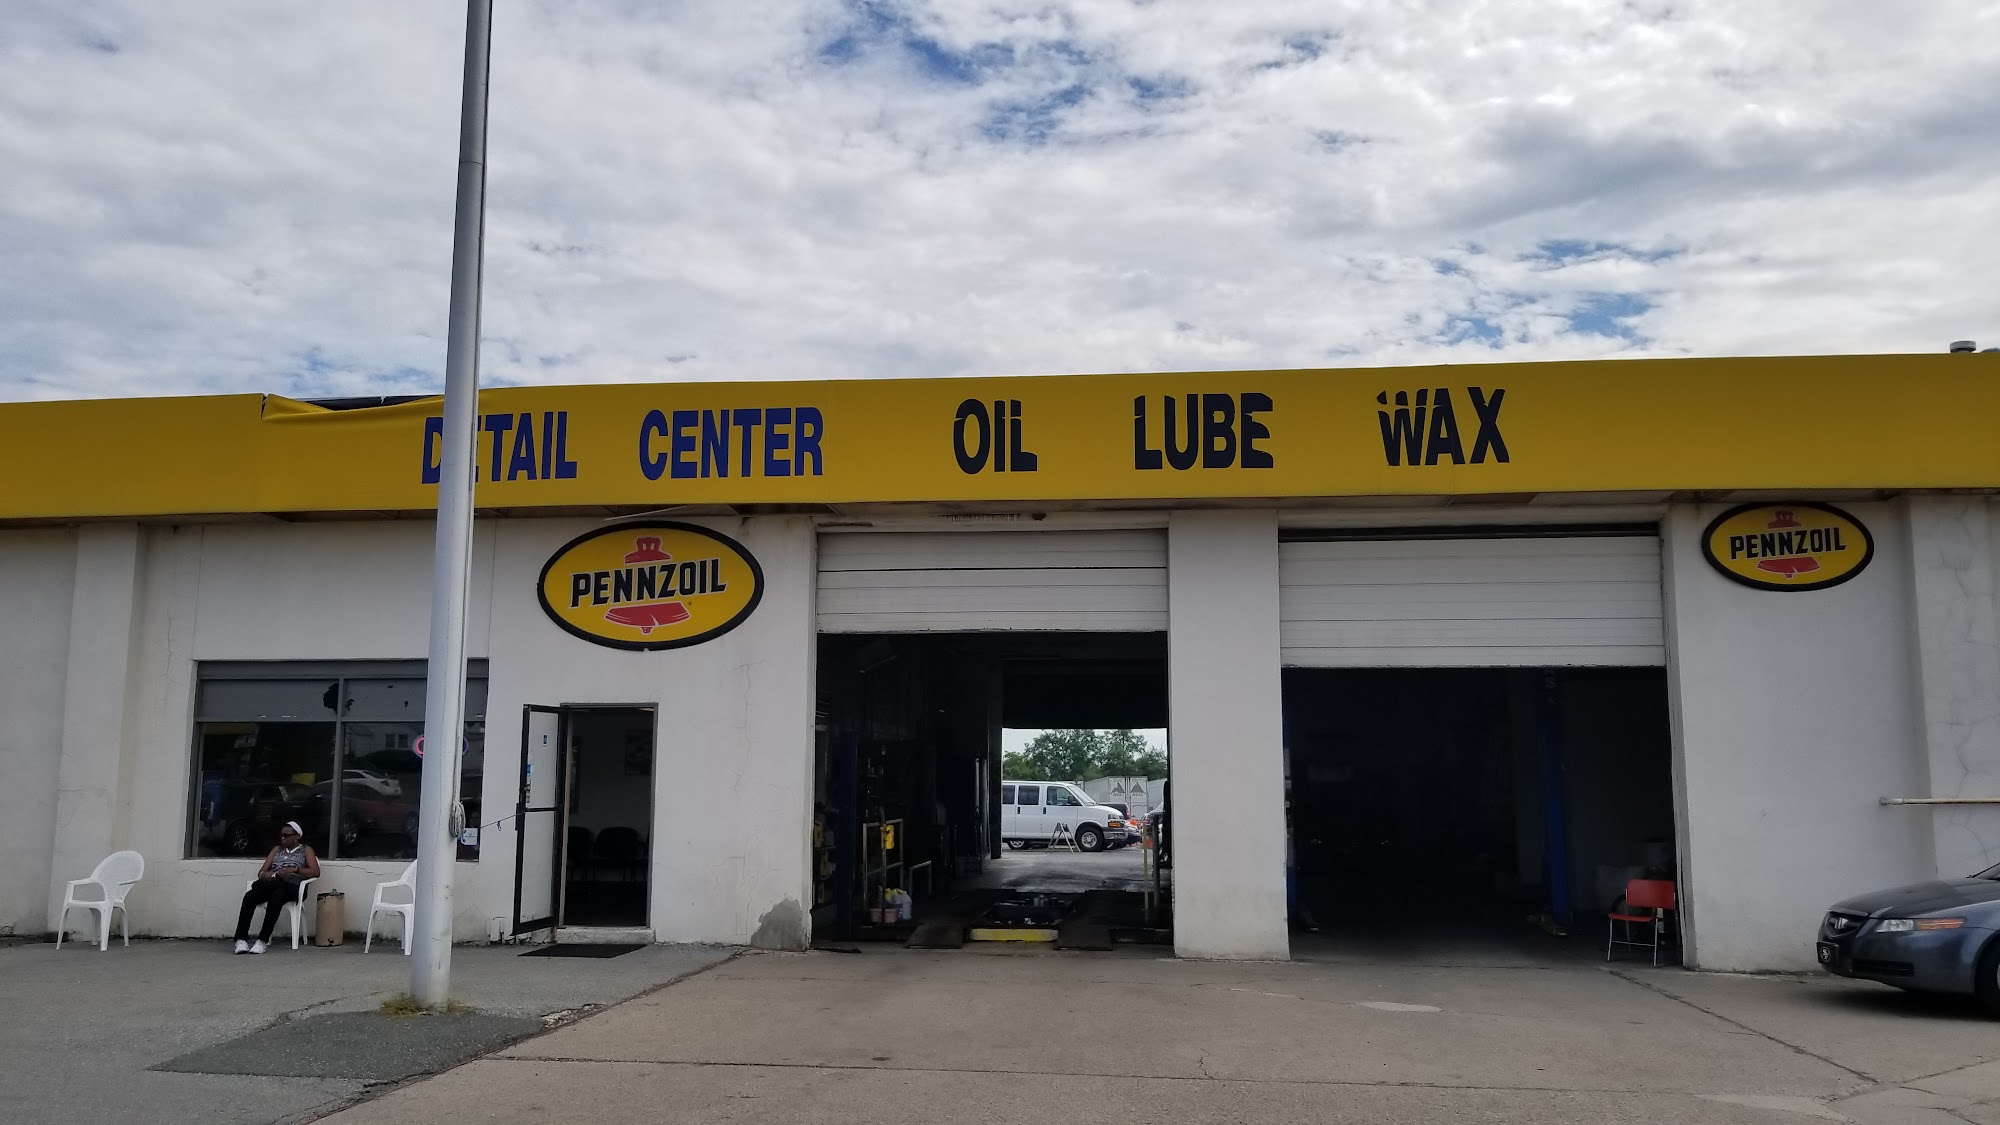 DETAIL CENTER OIL LUBE WAX
PENNZOIL
PENNZOIL